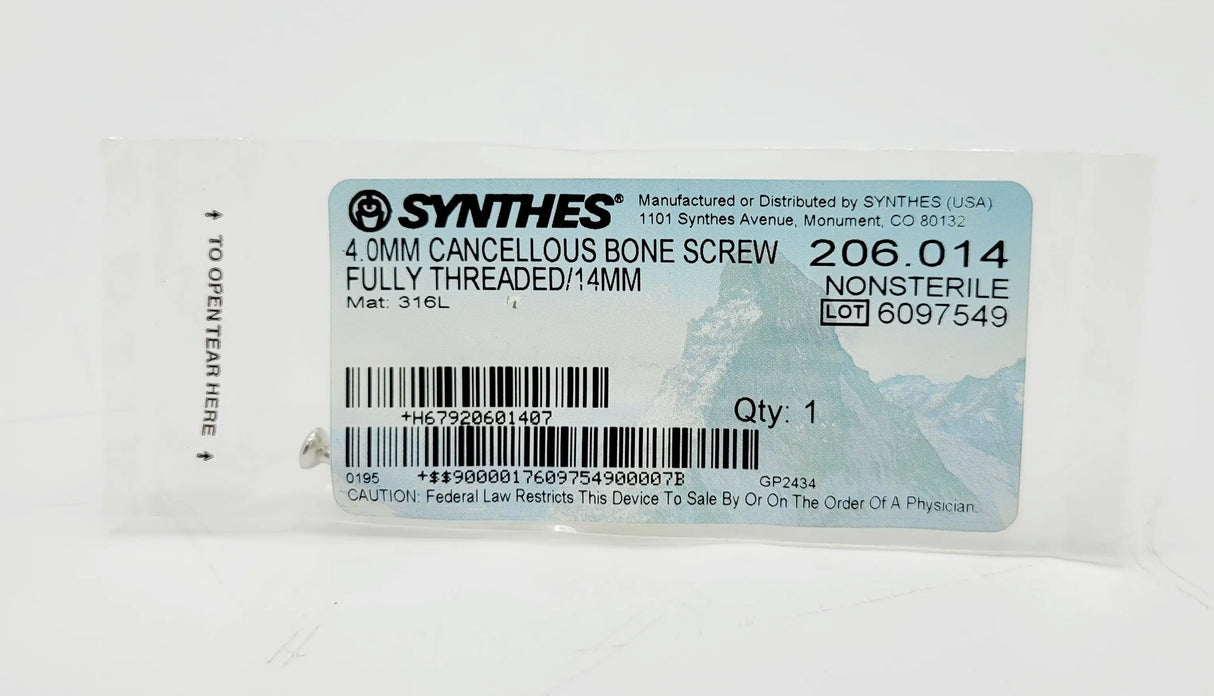 TO OPEN TEAR HERE
SYNTHES®
Manufactured or Distributed by SYNTHES (USA)
1101 Synthes Avenue, Monument, CO 80132
4.0MM CANCELLOUS BONE SCREW
FULLY THREADED/14MM
Mat: 316L
206.014
NONSTERILE
LOT 6097549
+H67920601407
Qty: 1
0195 +$$9000017609754900007B GP2434
CAUTION: Federal Law Restricts This Device To Sale By Or On The Order Of A Physician.